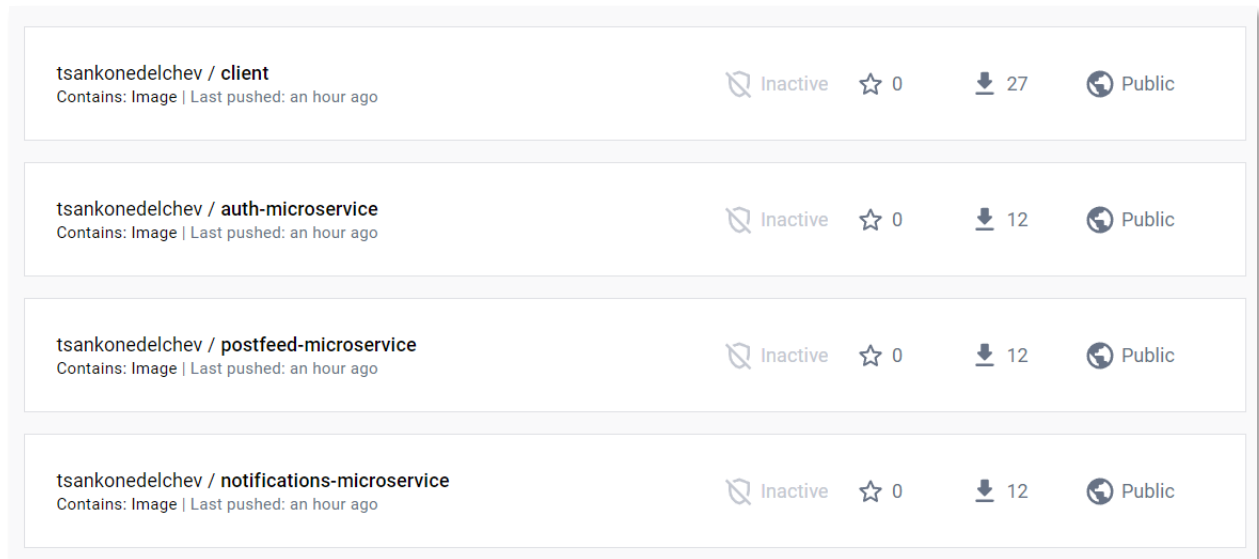 tsankonedelchev / client Inactive 0 27 Public
Contains: Image | Last pushed: an hour ago
tsankonedelchev / auth-microservice Inactive 0 12 Public
Contains: Image | Last pushed: an hour ago
tsankonedelchev / postfeed-microservice Inactive 0 12 Public
Contains: Image | Last pushed: an hour ago
tsankonedelchev / notifications-microservice Inactive 0 12 Public
Contains: Image | Last pushed: an hour ago